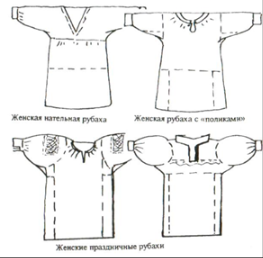 Женская нательная рубаха
Женская рубаха с «поликами»
Женские праздничные рубахи